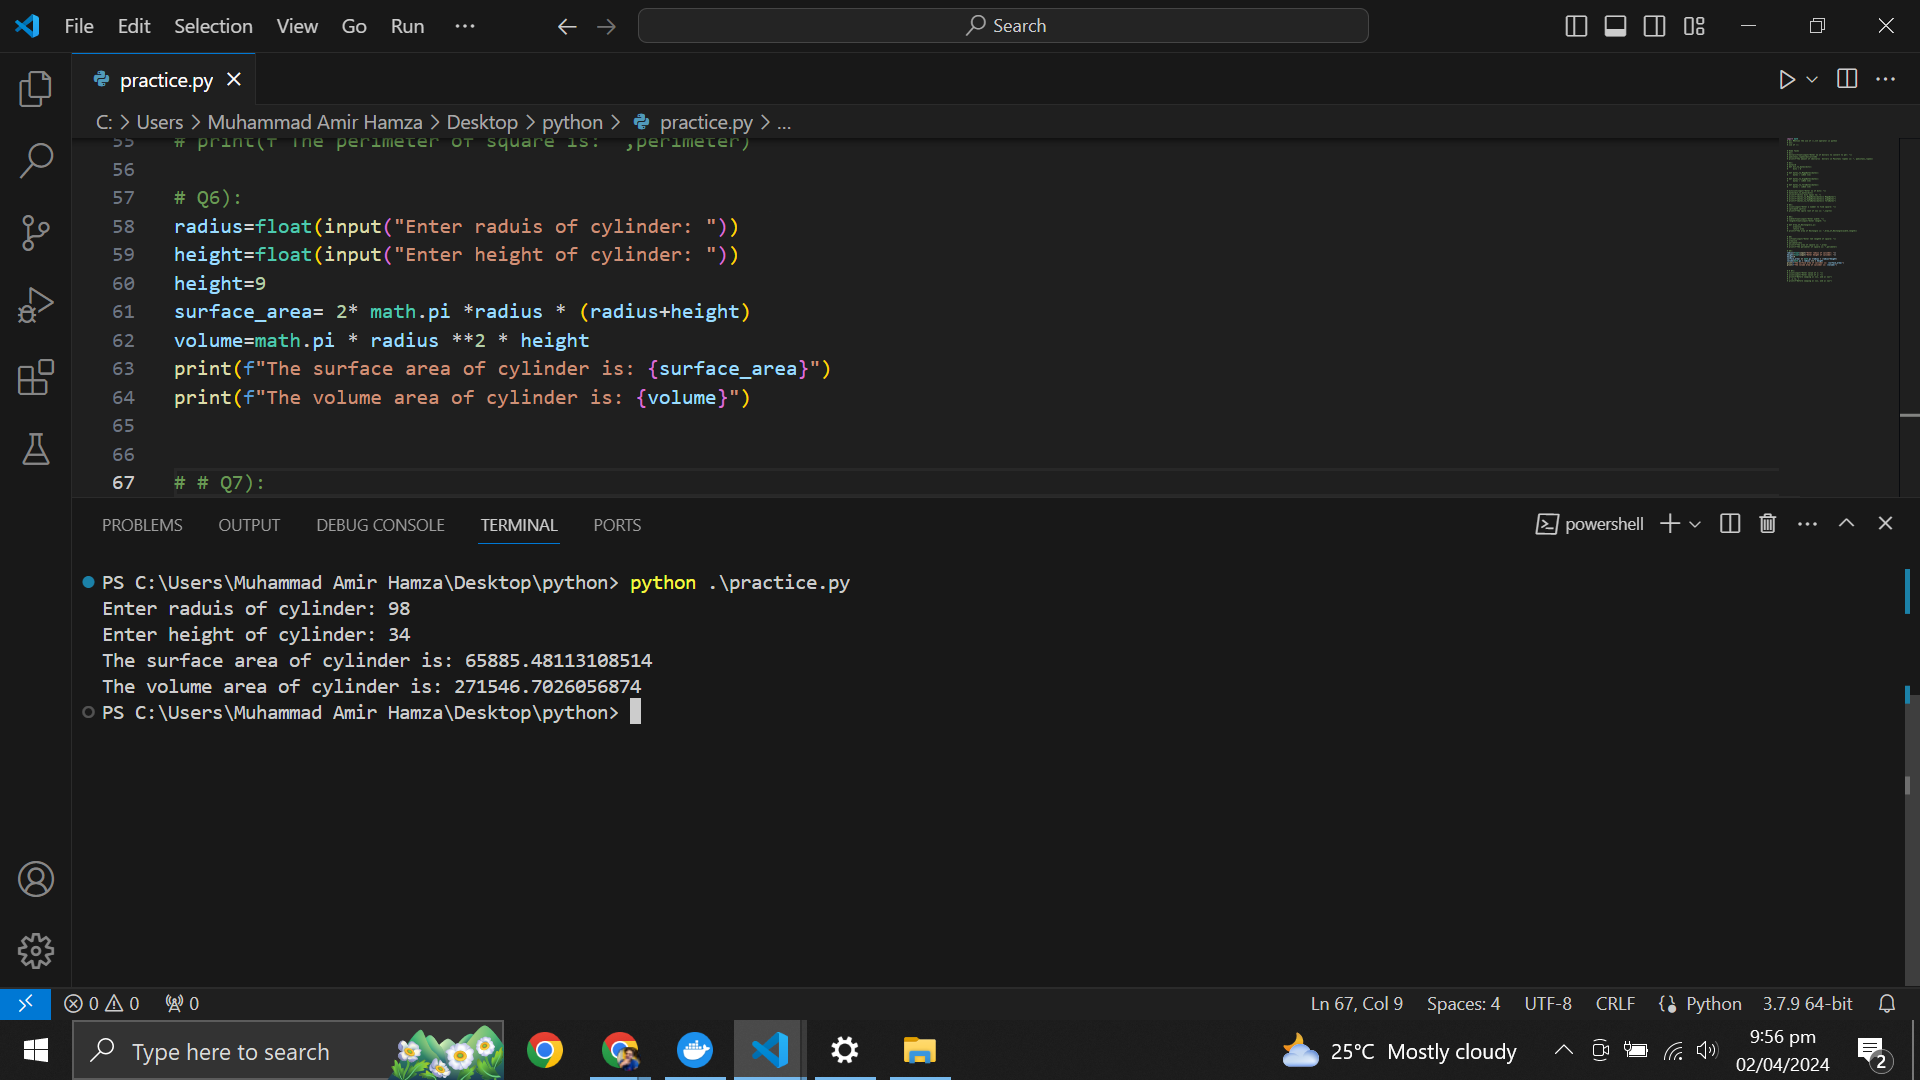 File Edit Selection View Go Run ··· Search
practice.py
C: > Users > Muhammad Amir Hamza > Desktop > python > practice.py > ...
55 # print(f"The perimeter of square is: ",perimeter)
56
57 # Q6):
58 radius=float(input("Enter raduis of cylinder: "))
59 height=float(input("Enter height of cylinder: "))
60 height=9
61 surface_area= 2* math.pi *radius * (radius+height)
62 volume=math.pi * radius **2 * height
63 print(f"The surface area of cylinder is: {surface_area}")
64 print(f"The volume area of cylinder is: {volume}")
65
66
67 # # Q7):
PROBLEMS OUTPUT DEBUG CONSOLE TERMINAL PORTS powershell
PS C:\Users\Muhammad Amir Hamza\Desktop\python> python .\practice.py
Enter raduis of cylinder: 98
Enter height of cylinder: 34
The surface area of cylinder is: 65885.48113108514
The volume area of cylinder is: 271546.7026056874
PS C:\Users\Muhammad Amir Hamza\Desktop\python>
0 0 0 Ln 67, Col 9 Spaces: 4 UTF-8 CRLF Python 3.7.9 64-bit
Type here to search 25°C Mostly cloudy 9:56 pm
02/04/2024 2